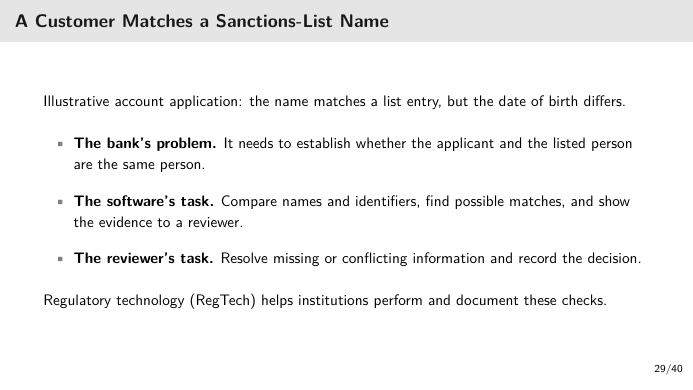 A Customer Matches a Sanctions-List Name
Illustrative account application: the name matches a list entry, but the date of birth differs.
The bank's problem. It needs to establish whether the applicant and the listed person
are the same person.
The software's task. Compare names and identifiers, find possible matches, and show
the evidence to a reviewer.
The reviewer's task. Resolve missing or conflicting information and record the decision.
Regulatory technology (RegTech) helps institutions perform and document these checks.
29/40